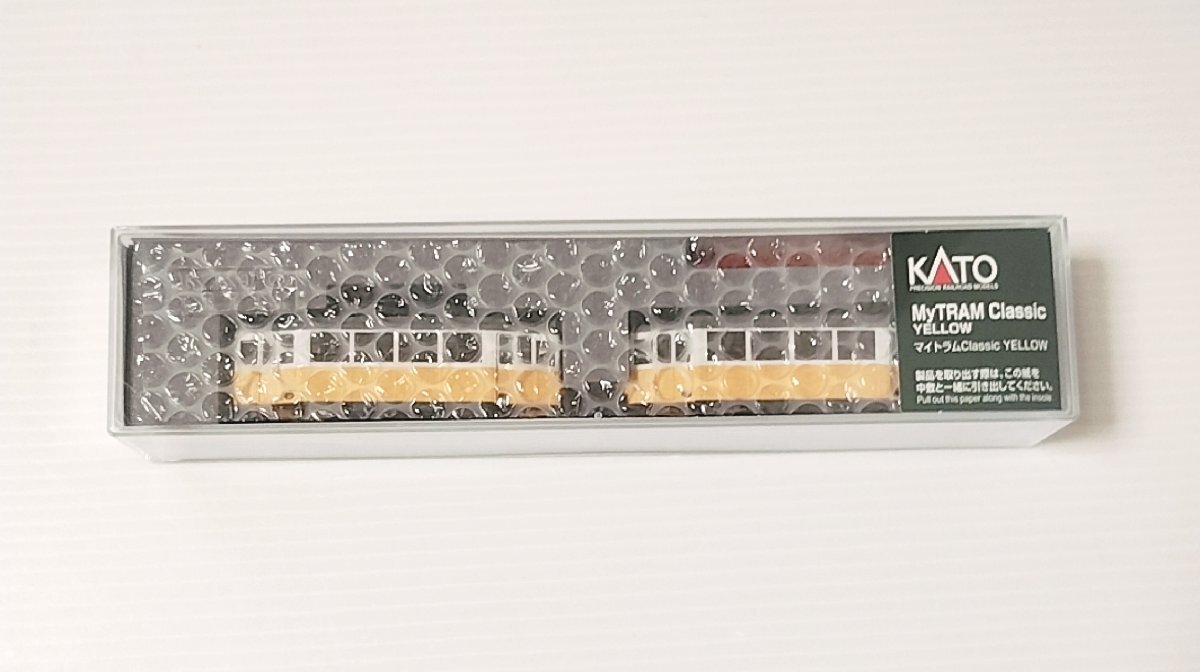 KATO
PRECISION RAILROAD MODELS
MyTRAM Classic
YELLOW
マイトラムClassic YELLOW
製品を取り出す際は、この紙を
中敷と一緒に引き出してください。
Pull out this paper along with the insole